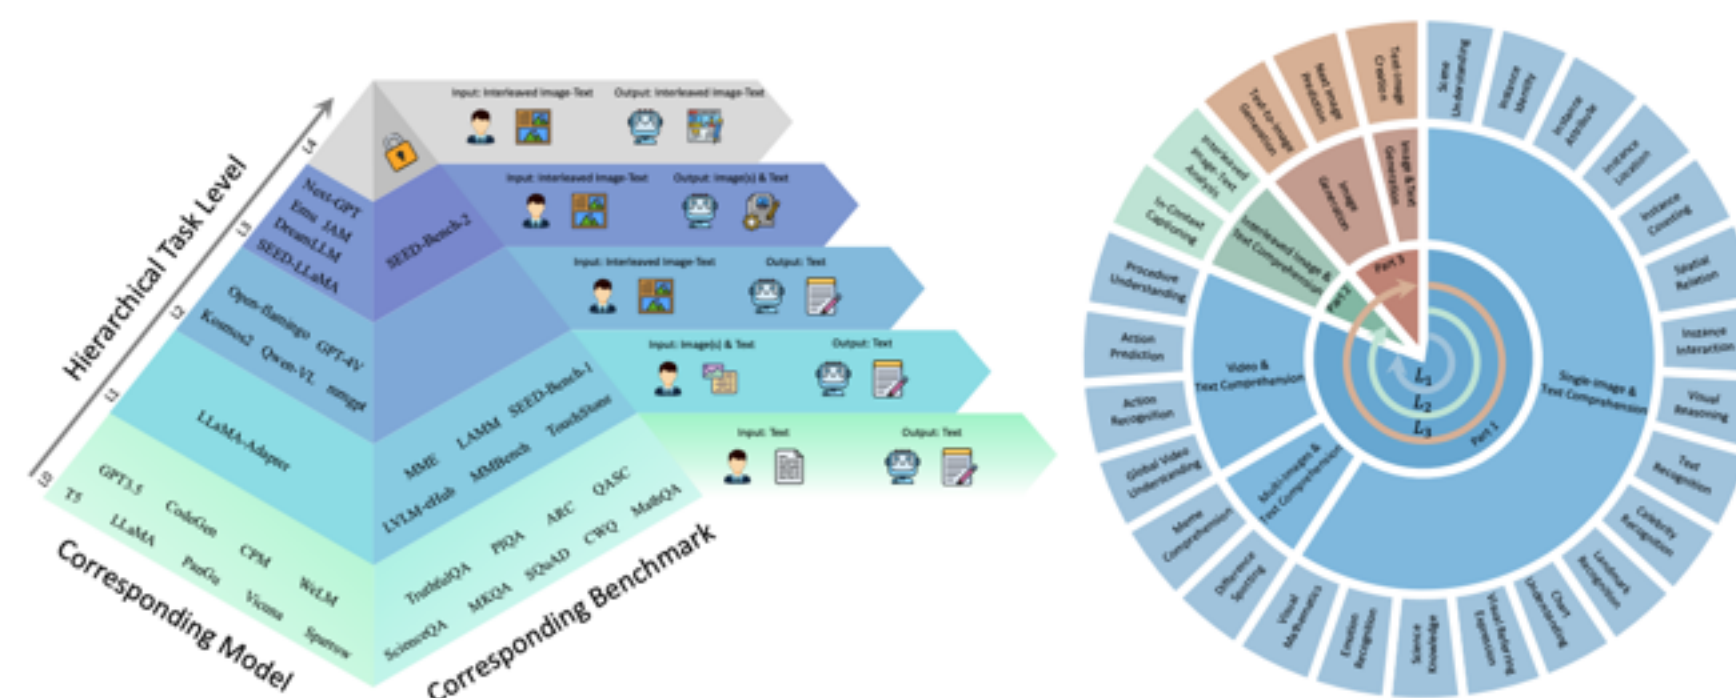 Input: Interleaved Image-Text
Output: Interleaved Image-Text
Input: Interleaved Image-Text
Output: Image(s) & Text
Input: Interleaved Image-Text
Output: Text
Input: Image(s) & Text
Output: Text
Input: Text
Output: Text
Hierarchical Task Level
L4
L3
L2
L1
L0
Next-GPT
Emu JAM
DreamLLM
SEED-LLaMA
Open-flamingo
GPT-4V
Kosmos2
Qwen-VL
mmgpt
LLaMA-Adapter
GPT3.5
CodeGen
CPM
WeLM
T5
LLaMA
PanGu
Vicuna
Sparrow
SEED-Bench-2
MME
LAMM
SEED-Bench-1
LVLM-eHub
MMBench
TouchStone
TruthfulQA
PIQA
ARC
QASC
ScienceQA
MKQA
SQuAD
CWQ
MathQA
Corresponding Model
Corresponding Benchmark
Scene
Understanding
Instance
Identity
Instance
Attribute
Instance
Location
Instance
Counting
Spatial
Relation
Instance
Interaction
Visual
Reasoning
Text
Recognition
Celebrity
Recognition
Landmark
Recognition
Chart
Understanding
Visual Referring
Expression
Science
Knowledge
Emotion
Recognition
Visual
Mathematics
Difference
Spotting
Meme
Comprehension
Global Video
Understanding
Action
Recognition
Action
Prediction
Procedure
Understanding
In-Context
Captioning
Interleaved
Image-Text
Analysis
Text-to-Image
Generation
Next Image
Prediction
Text-Image
Creation
Single-Image &
Text Comprehension
Multi-Images &
Text Comprehension
Video &
Text Comprehension
Interleaved Image &
Text Comprehension
Image
Generation
Image & Text
Generation
Part 1
Part 2
Part 3
L1
L2
L3